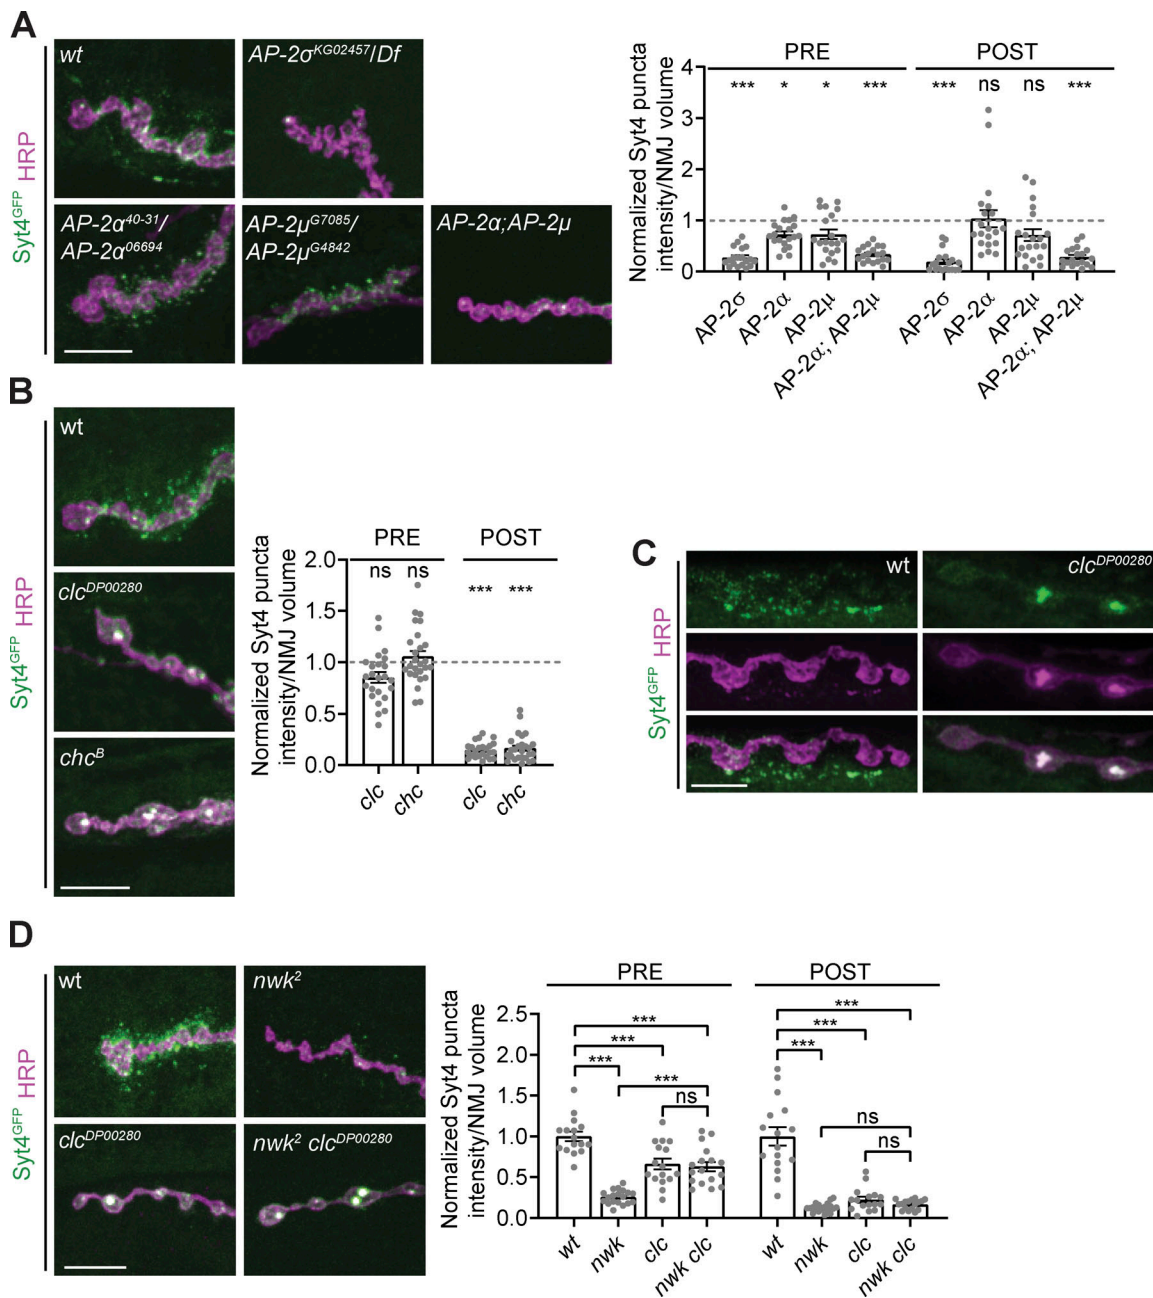 A
Syt4GFP HRP
wt
AP-2σKG02457/Df
AP-2α40-31/
AP-2α06694
AP-2μG7085/
AP-2μG4842
AP-2α;AP-2μ
Normalized Syt4 puncta
intensity/NMJ volume
PRE
POST
*** * * *** *** ns ns ***
4
3
2
1
0
AP-2σ
AP-2α
AP-2μ
AP-2α; AP-2μ
AP-2σ
AP-2α
AP-2μ
AP-2α; AP-2μ
B
Syt4GFP HRP
wt
clcDP00280
chcB
Normalized Syt4 puncta
intensity/NMJ volume
PRE
POST
ns ns *** ***
2.0
1.5
1.0
0.5
0.0
clc
chc
clc
chc
C
Syt4GFP HRP
wt
clcDP00280
D
Syt4GFP HRP
wt
nwk2
clcDP00280
nwk2 clcDP00280
Normalized Syt4 puncta
intensity/NMJ volume
PRE
POST
***
***
***
***
ns
***
***
***
ns
ns
2.5
2.0
1.5
1.0
0.5
0.0
wt
nwk
clc
nwk clc
wt
nwk
clc
nwk clc